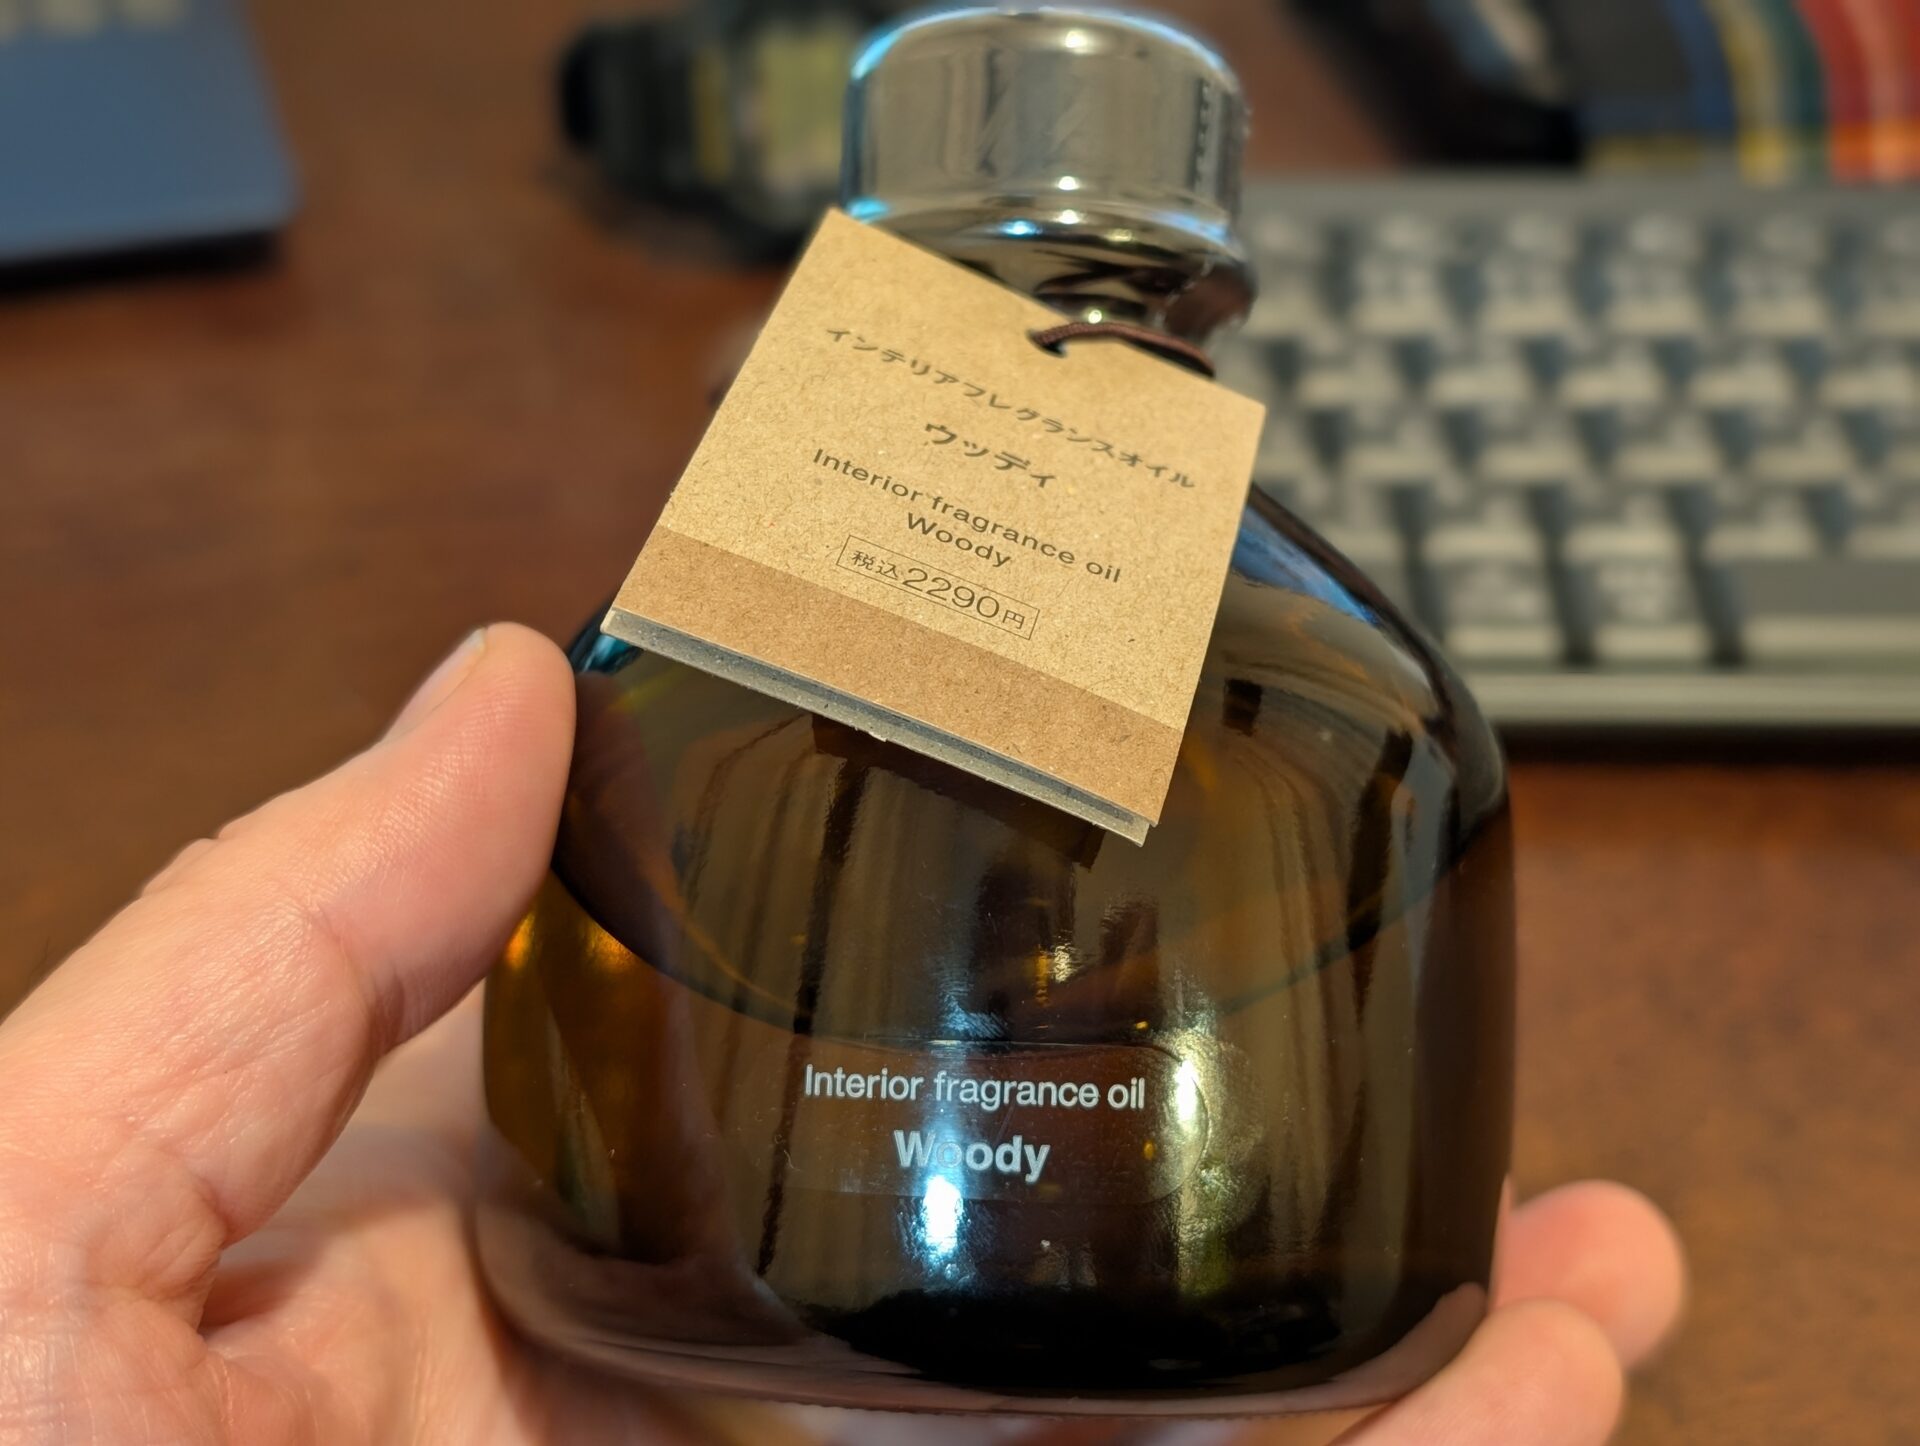 インテリアフレグランスオイル
ウッディ
Interior fragrance oil
Woody
税込2290円
Interior fragrance oil
Woody